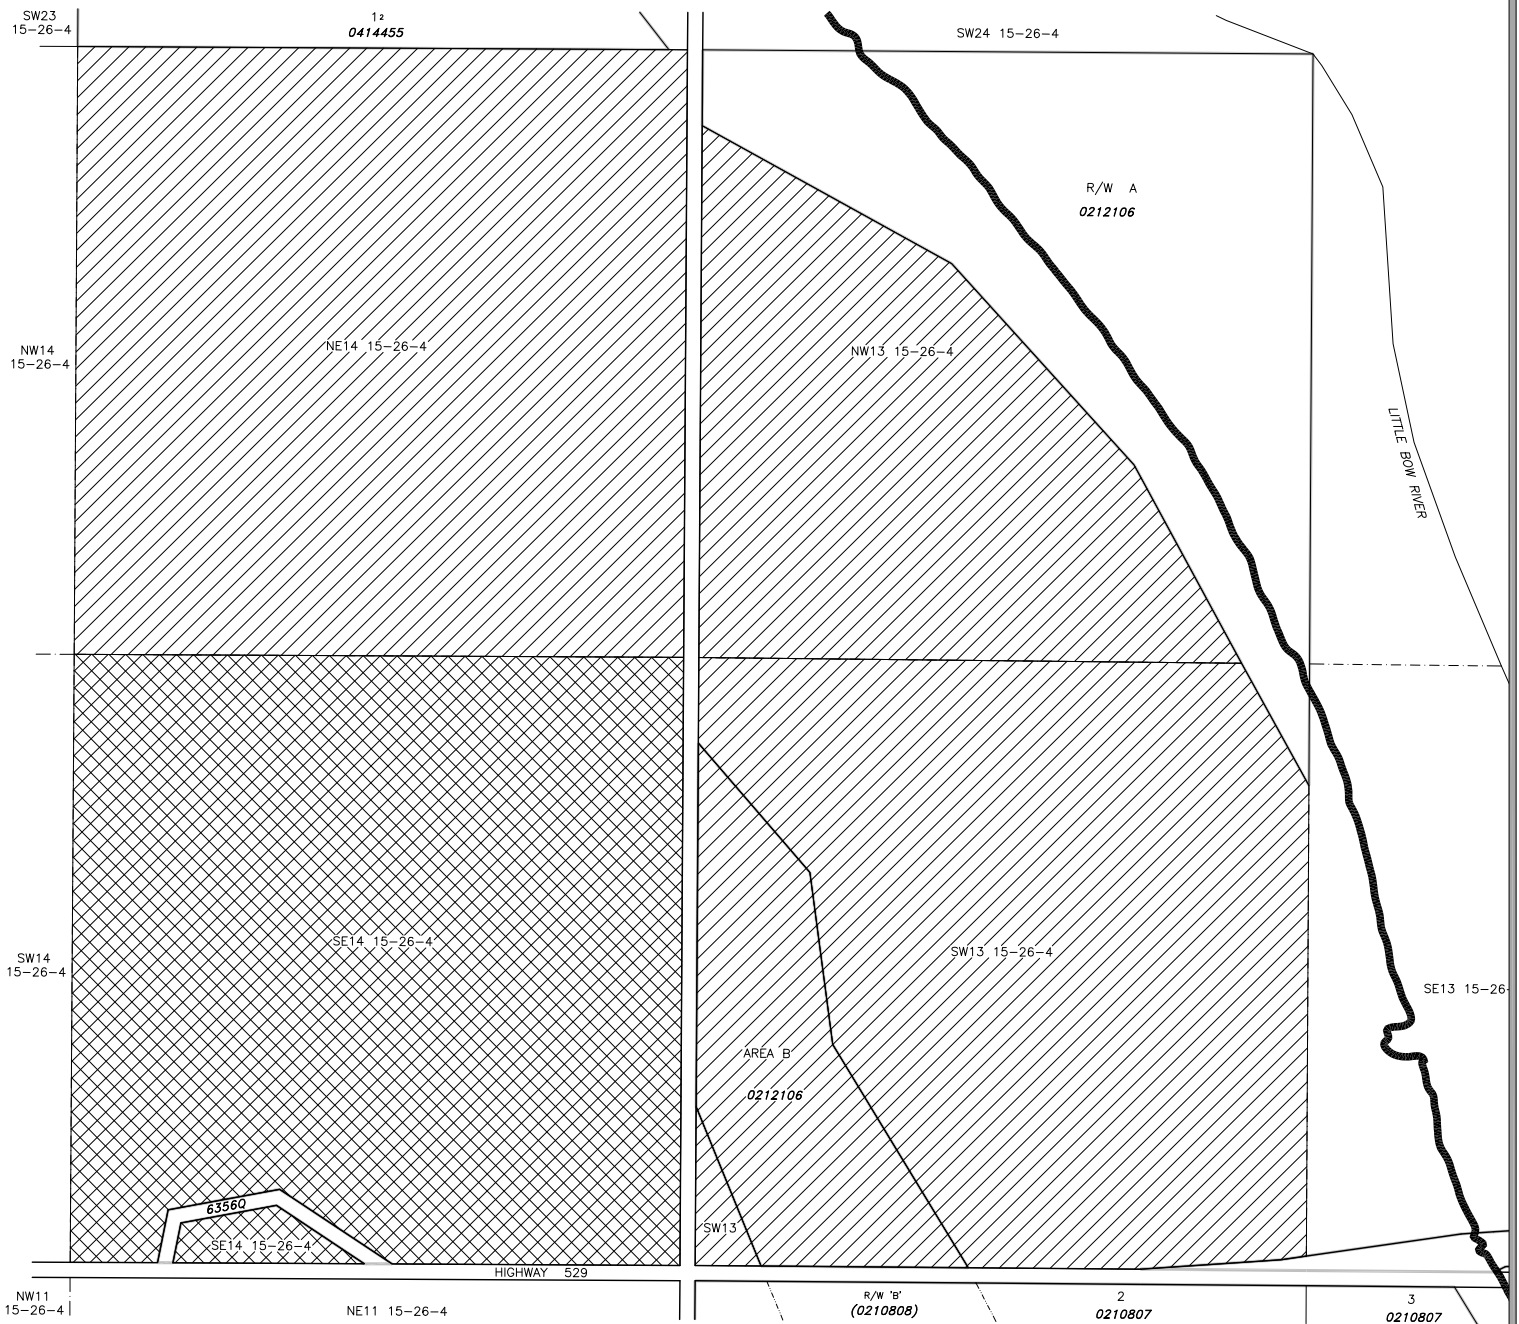 SW23
15-26-4
1²
0414455
SW24 15-26-4
R/W A
0212106
NW14
15-26-4
NE14 15-26-4
NW13 15-26-4
LITTLE BOW RIVER
SW14
15-26-4
SE14 15-26-4
SW13 15-26-4
SE13 15-26-
AREA B
0212106
6356Q
SE14 15-26-4
SW13
HIGHWAY 529
NW11
15-26-4
NE11 15-26-4
R/W 'B'
(0210808)
2
0210807
3
0210807